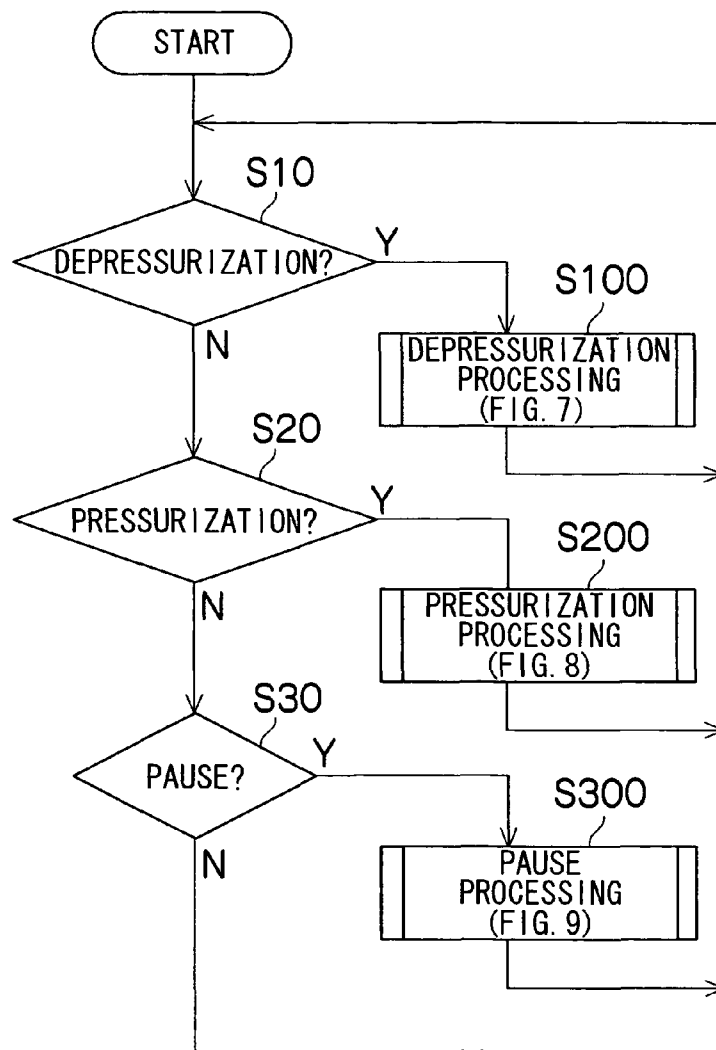 START
S10
DEPRESSURIZATION?
Y
N
S100
DEPRESSURIZATION
PROCESSING
(FIG. 7)
S20
PRESSURIZATION?
Y
N
S200
PRESSURIZATION
PROCESSING
(FIG. 8)
S30
PAUSE?
Y
N
S300
PAUSE
PROCESSING
(FIG. 9)